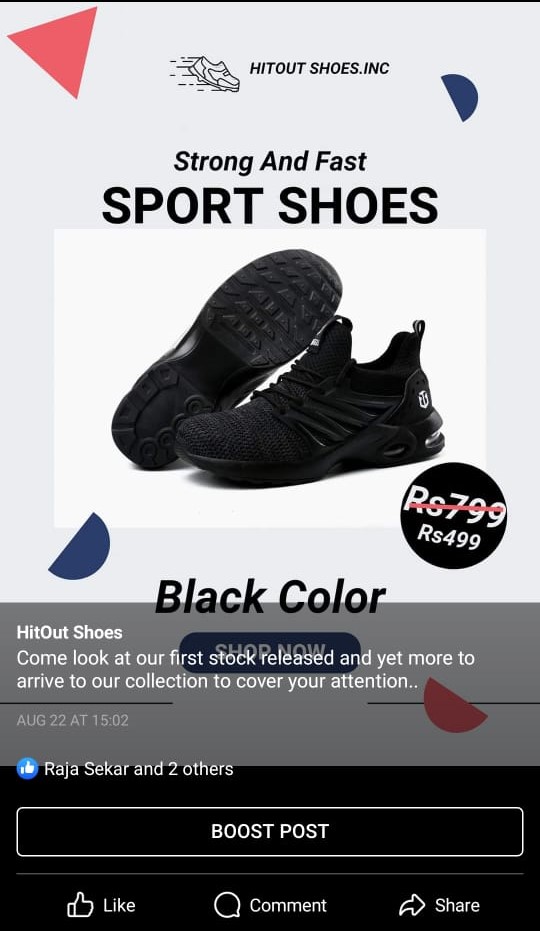 HITOUT SHOES.INC
Strong And Fast
SPORT SHOES
Rs799
Rs499
Black Color
SHOP NOW
HitOut Shoes
Come look at our first stock released and yet more to
arrive to our collection to cover your attention..
AUG 22 AT 15:02
Raja Sekar and 2 others
BOOST POST
Like
Comment
Share